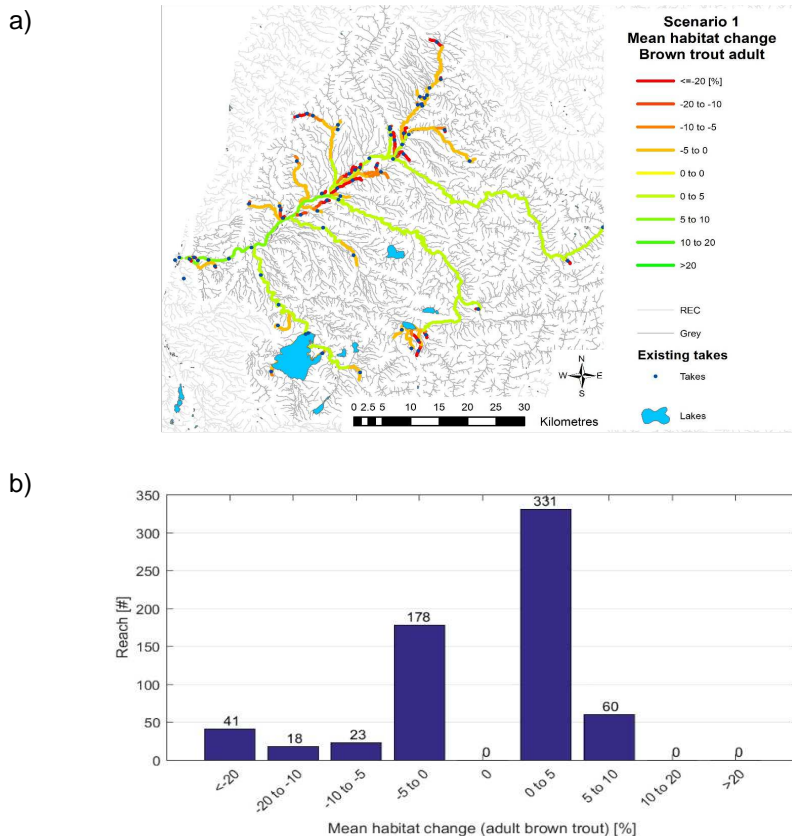 a)
Scenario 1
Mean habitat change
Brown trout adult
<=-20 [%]
-20 to -10
-10 to -5
-5 to 0
0 to 0
0 to 5
5 to 10
10 to 20
>20
REC
Grey
Existing takes
Takes
Lakes
N
W E
S
0 2.5 5 10 15 20 25 30
Kilometres
b)
350
300
250
200
150
100
50
0
Reach [#]
41
18
23
178
0
331
60
0
0
<-20
-20 to -10
-10 to -5
-5 to 0
0
0 to 5
5 to 10
10 to 20
>20
Mean habitat change (adult brown trout) [%]